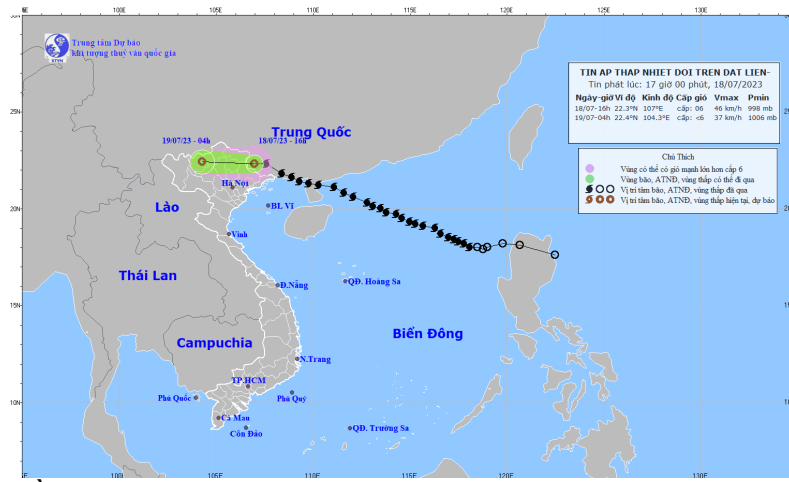 100E 105E 110E 115E 120E 125E 130E
Trung tâm Dự báo
khí tượng thuỷ văn quốc gia
KTTV
TIN AP THAP NHIET DOI TREN DAT LIEN-
Tin phát lúc: 17 giờ 00 phút, 18/07/2023
Ngày-giờ Vĩ độ Kinh độ Cấp gió Vmax Pmin
18/07-16h 22.3°N 107°E cấp: 06 46 km/h 998 mb
19/07-04h 22.4°N 104.3°E cấp: <6 37 km/h 1006 mb
25N
Trung Quốc
19/07/23 - 04h 18/07/23 - 16h
Chú Thích
Vùng có thể có gió mạnh lớn hơn cấp 6
Vùng bão, ATNĐ, vùng thấp có thể đi qua
Vị trí tâm bão, ATNĐ, vùng thấp đã qua
Vị trí tâm bão, ATNĐ, vùng thấp hiện tại, dự báo
Hà Nội
BL Vĩ
20N
Lào
Vinh
Thái Lan
Đ.Nẵng
QĐ. Hoàng Sa
15N
Campuchia
Biển Đông
N.Trang
TP.HCM
Phú Quốc
Phú Quý
10N
Cà Mau
Côn Đảo
QĐ. Trường Sa
100E 105E 110E 115E 120E 125E 130E